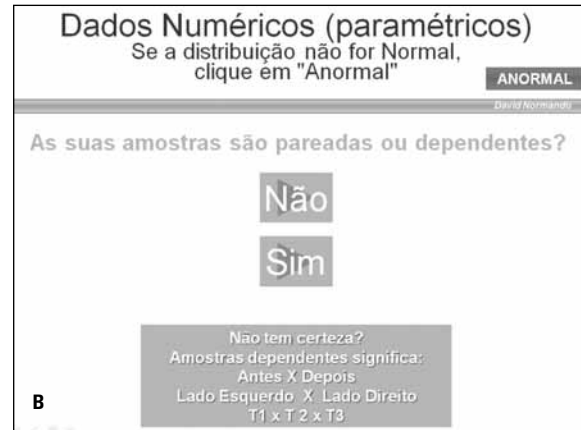 Dados Numéricos (paramétricos)
Se a distribuição não for Normal,
clique em "Anormal"
ANORMAL
David Normando
As suas amostras são pareadas ou dependentes?
Não
Sim
Não tem certeza?
Amostras dependentes significa:
Antes X Depois
Lado Esquerdo X Lado Direito
T1 x T 2 x T3
B